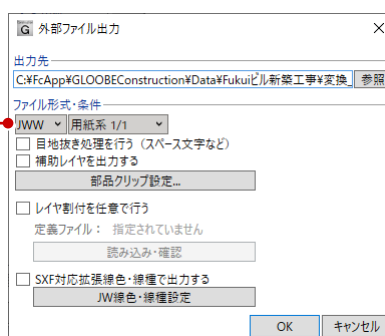 G 外部ファイル出力
出力先
C:¥FcApp¥GLOOBEConstruction¥Data¥Fukuiビル新築工事¥変換_ 参照
ファイル形式・条件
JWW 用紙系 1/1
目地抜き処理を行う（スペース文字など）
補助レイヤを出力する
部品クリップ設定...
レイヤ割付を任意で行う
定義ファイル： 指定されていません
読み込み・確認
SXF対応拡張線色・線種で出力する
JW線色・線種設定
OK キャンセル